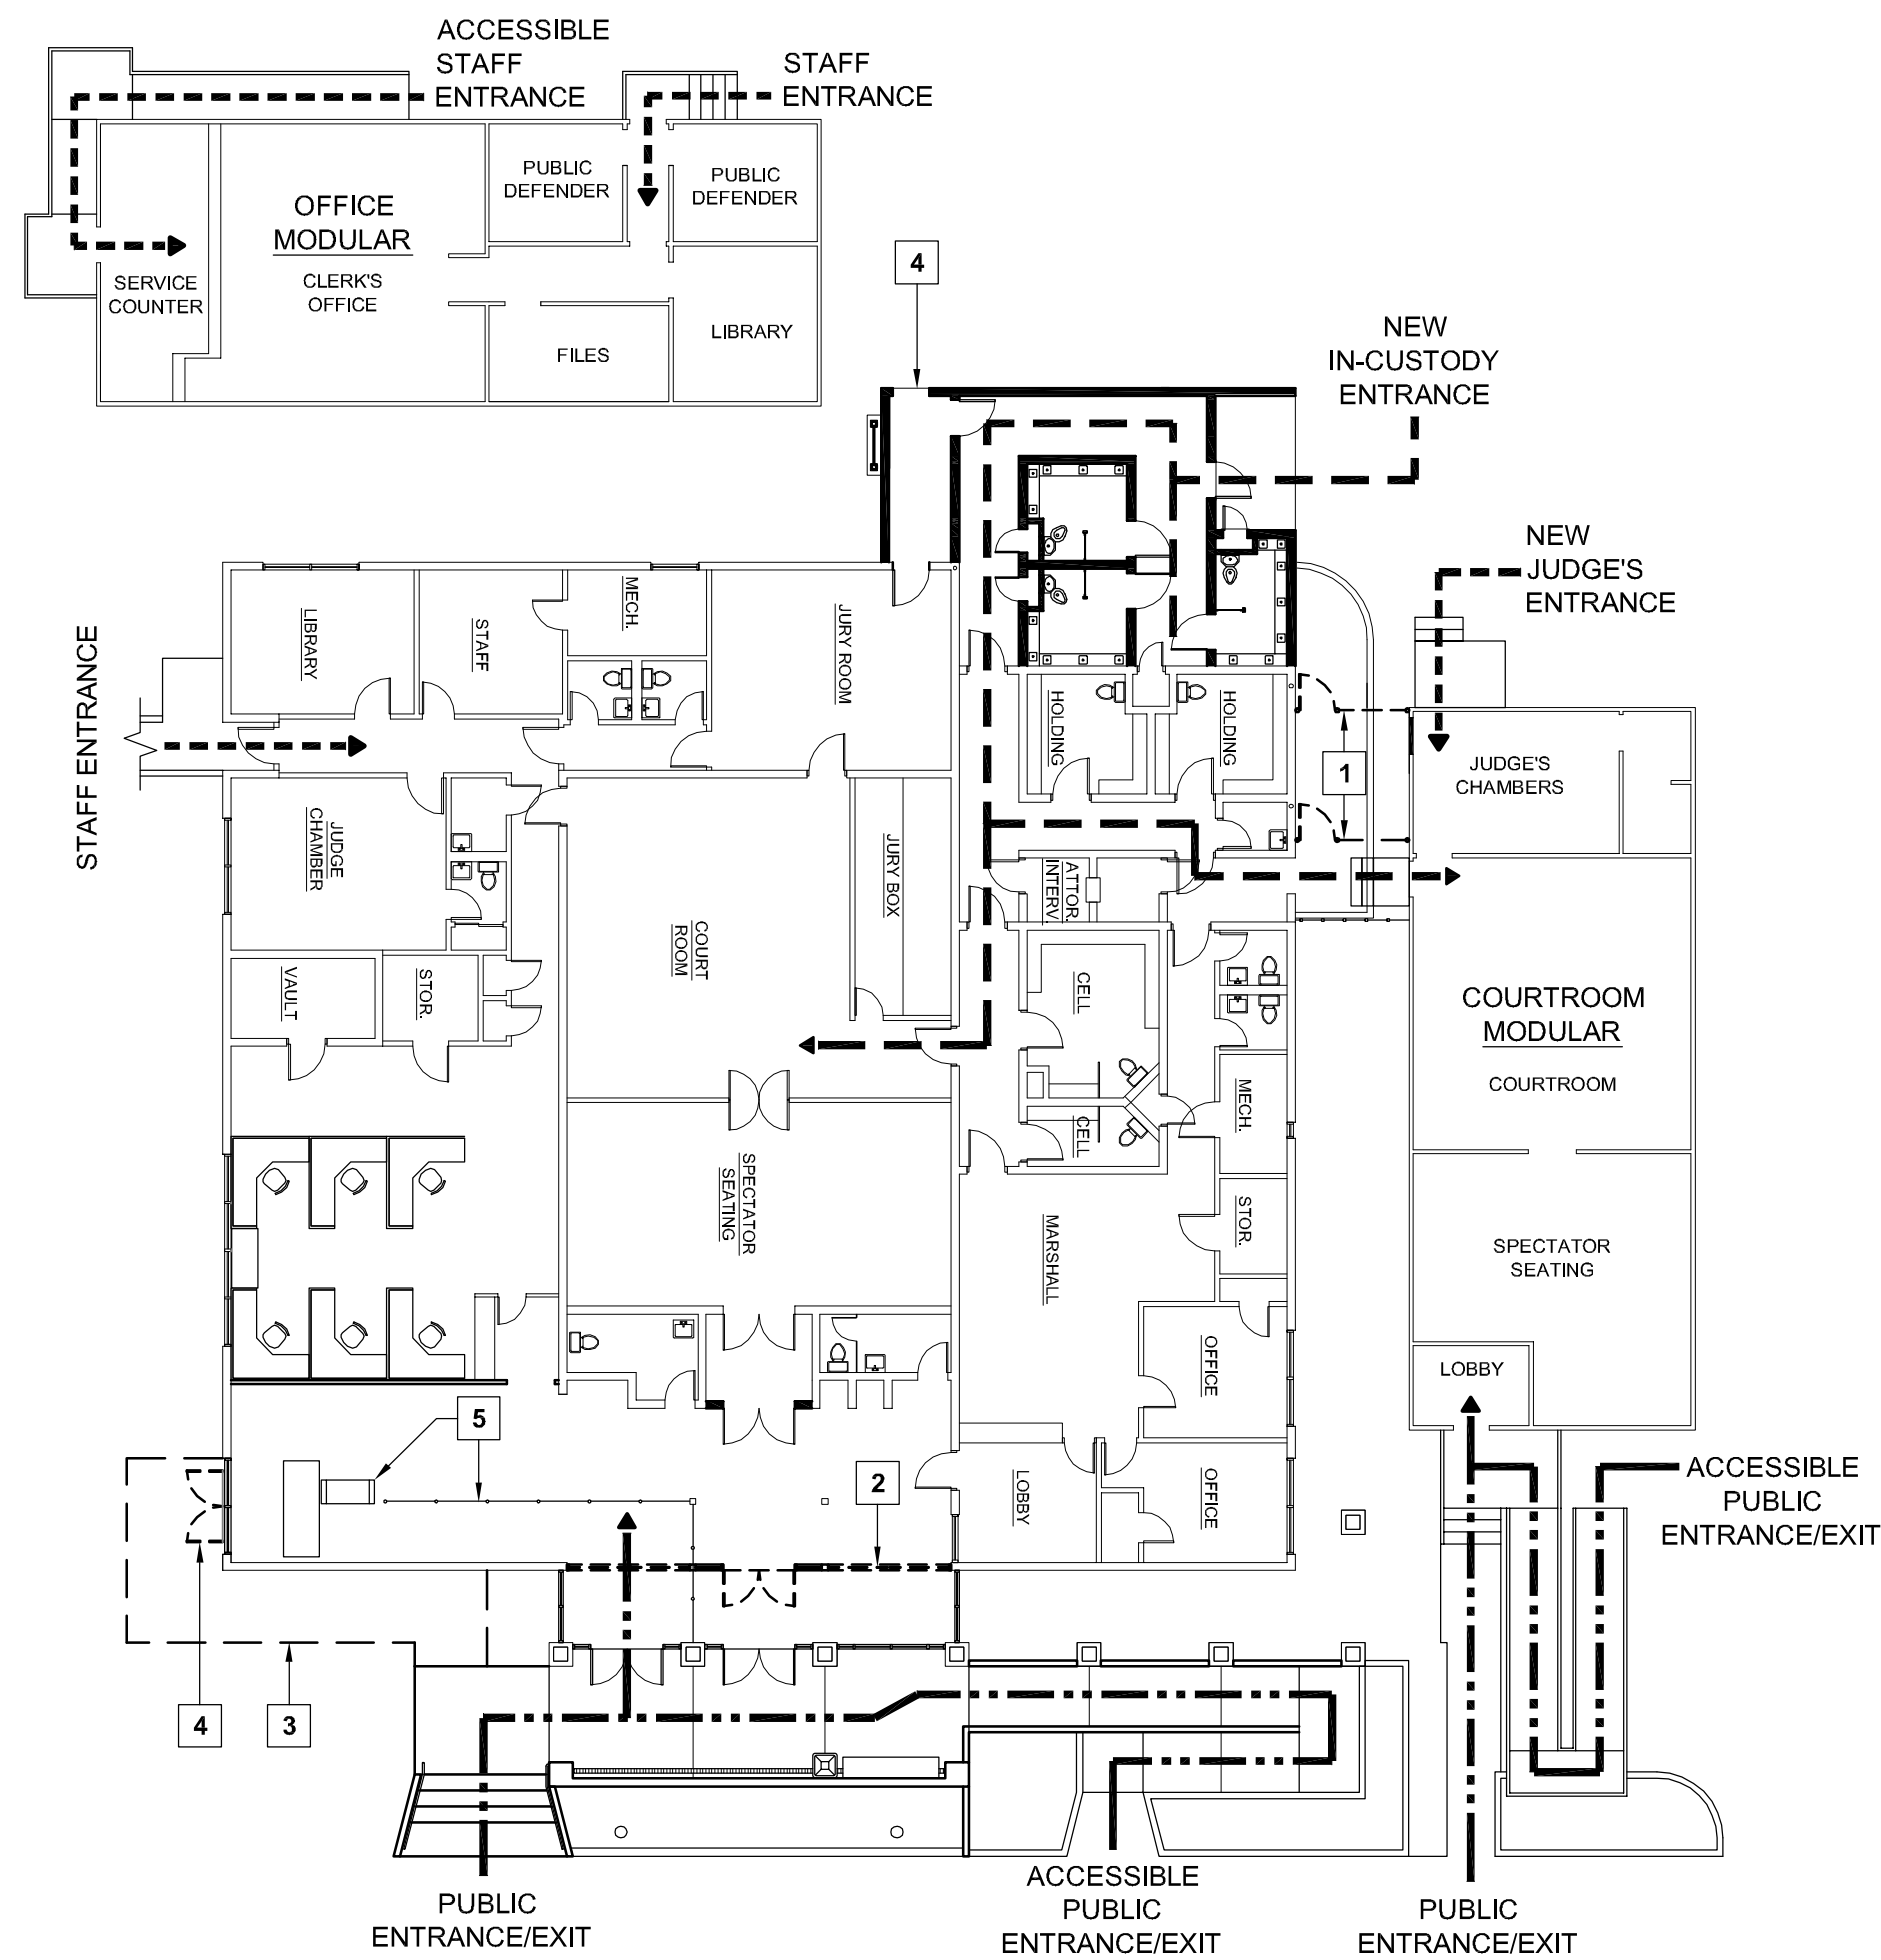 ACCESSIBLE
STAFF
ENTRANCE
STAFF
ENTRANCE
PUBLIC
DEFENDER
PUBLIC
DEFENDER
OFFICE
MODULAR
CLERK'S
OFFICE
SERVICE
COUNTER
FILES
LIBRARY
4
NEW
IN-CUSTODY
ENTRANCE
NEW
JUDGE'S
ENTRANCE
STAFF ENTRANCE
LIBRARY
STAFF
MECH.
JURY ROOM
HOLDING
HOLDING
1
JUDGE'S
CHAMBERS
JUDGE
CHAMBER
JURY BOX
ATTOR.
INTERV.
COURT
ROOM
VAULT
STOR.
CELL
COURTROOM
MODULAR
COURTROOM
MECH.
CELL
SPECTATOR
SEATING
MARSHALL
STOR.
SPECTATOR
SEATING
OFFICE
LOBBY
5
2
LOBBY
OFFICE
ACCESSIBLE
PUBLIC
ENTRANCE/EXIT
4
3
PUBLIC
ENTRANCE/EXIT
ACCESSIBLE
PUBLIC
ENTRANCE/EXIT
PUBLIC
ENTRANCE/EXIT